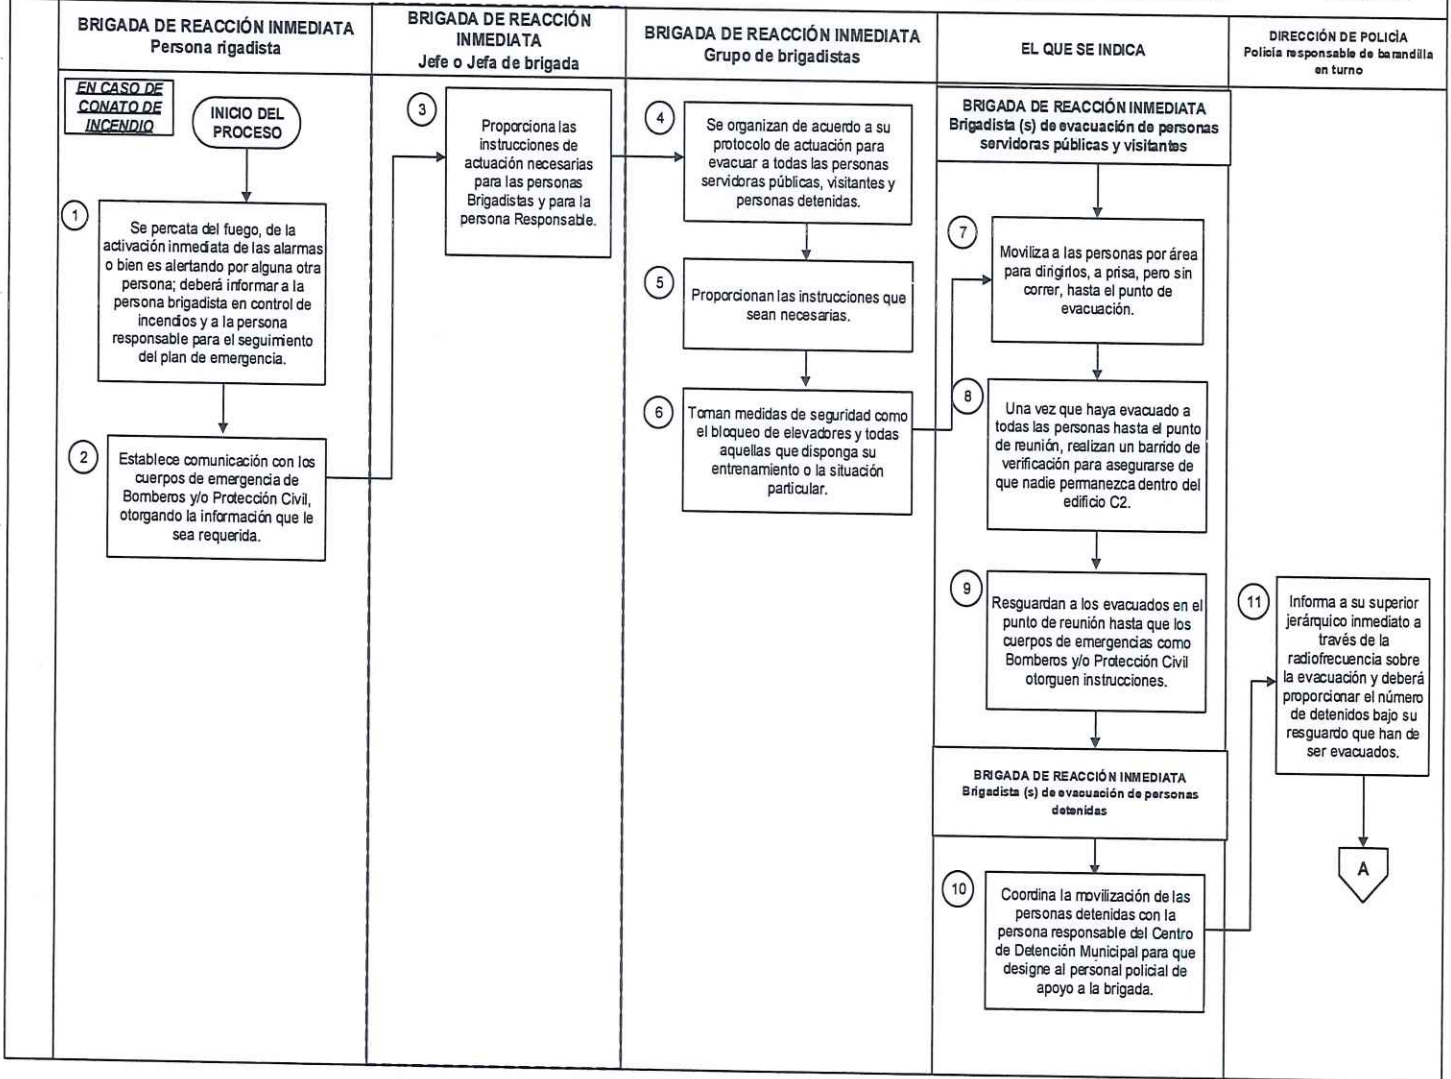 BRIGADA DE REACCIÓN INMEDIATA
Persona rigadista
BRIGADA DE REACCIÓN
INMEDIATA
Jefe o Jefa de brigada
BRIGADA DE REACCIÓN INMEDIATA
Grupo de brigadistas
EL QUE SE INDICA
DIRECCIÓN DE POLICÍA
Policía responsable de barandilla
en turno
EN CASO DE
CONATO DE
INCENDIO
INICIO DEL
PROCESO
1
Se percata del fuego, de la
activación inmediata de las alarmas
o bien es alertando por alguna otra
persona; deberá informar a la
persona brigadista en control de
incendios y a la persona
responsable para el seguimiento
del plan de emergencia.
2
Establece comunicación con los
cuerpos de emergencia de
Bomberos y/o Protección Civil,
otorgando la información que le
sea requerida.
3
Proporciona las
instrucciones de
actuación necesarias
para las personas
Brigadistas y para la
persona Responsable.
4
Se organizan de acuerdo a su
protocolo de actuación para
evacuar a todas las personas
servidoras públicas, visitantes y
personas detenidas.
5
Proporcionan las instrucciones que
sean necesarias.
6
Toman medidas de seguridad como
el bloqueo de elevadores y todas
aquellas que disponga su
entrenamiento o la situación
particular.
BRIGADA DE REACCIÓN INMEDIATA
Brigadista (s) de evacuación de personas
servidoras públicas y visitantes
7
Moviliza a las personas por área
para dirigirlos, a prisa, pero sin
correr, hasta el punto de
evacuación.
8
Una vez que haya evacuado a
todas las personas hasta el punto
de reunión, realizan un barrido de
verificación para asegurarse de
que nadie permanezca dentro del
edificio C2.
9
Resguardan a los evacuados en el
punto de reunión hasta que los
cuerpos de emergencias como
Bomberos y/o Protección Civil
otorguen instrucciones.
BRIGADA DE REACCIÓN INMEDIATA
Brigadista (s) de evacuación de personas
detenidas
10
Coordina la movilización de las
personas detenidas con la
persona responsable del Centro
de Detención Municipal para que
designe al personal policial de
apoyo a la brigada.
11
Informa a su superior
jerárquico inmediato a
través de la
radiofrecuencia sobre
la evacuación y deberá
proporcionar el número
de detenidos bajo su
resguardo que han de
ser evacuados.
A